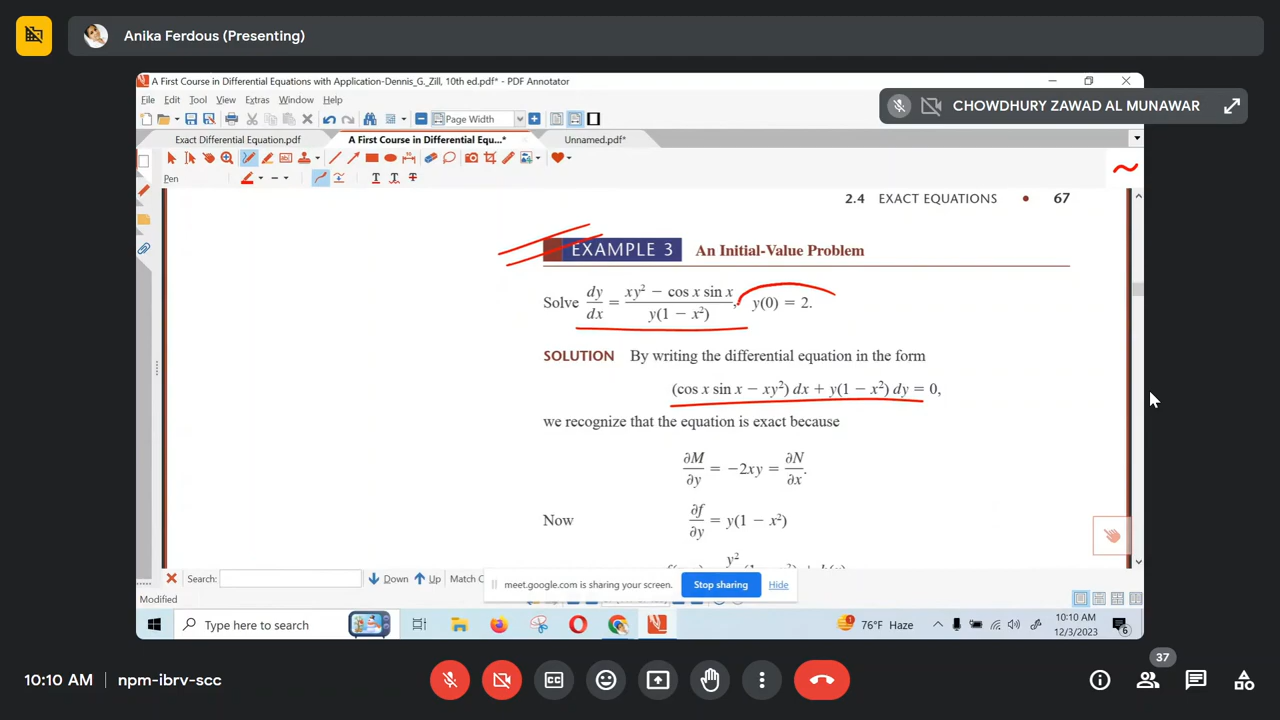 Anika Ferdous (Presenting)
A First Course in Differential Equations with Application-Dennis_G._Zill, 10th ed.pdf* - PDF Annotator
File Edit Tool View Extras Window Help
CHOWDHURY ZAWAD AL MUNAWAR
Page Width
Exact Differential Equation.pdf
A First Course in Differential Equ...*
Unnamed.pdf*
Pen
2.4 EXACT EQUATIONS • 67
EXAMPLE 3 An Initial-Value Problem
Solve dy/dx = (xy² − cos x sin x)/(y(1 − x²)), y(0) = 2.
SOLUTION By writing the differential equation in the form
(cos x sin x − xy²) dx + y(1 − x²) dy = 0,
we recognize that the equation is exact because
∂M/∂y = −2xy = ∂N/∂x.
Now ∂f/∂y = y(1 − x²)
Search: Down Up Match C
meet.google.com is sharing your screen. Stop sharing Hide
Modified
Type here to search
76°F Haze
10:10 AM
12/3/2023
6
10:10 AM | npm-ibrv-scc
37